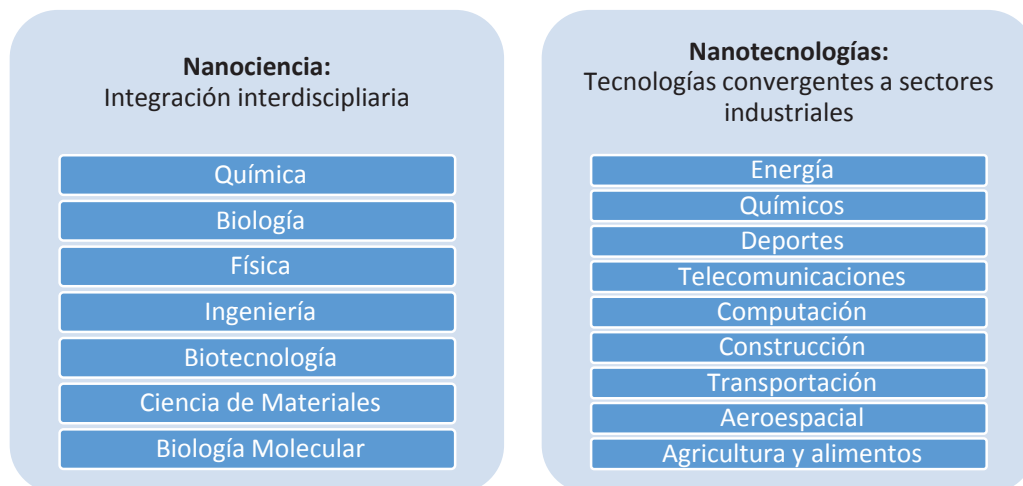 Nanociencia:
Integración interdiscipliaria
Química
Biología
Física
Ingeniería
Biotecnología
Ciencia de Materiales
Biología Molecular
Nanotecnologías:
Tecnologías convergentes a sectores
industriales
Energía
Químicos
Deportes
Telecomunicaciones
Computación
Construcción
Transportación
Aeroespacial
Agricultura y alimentos